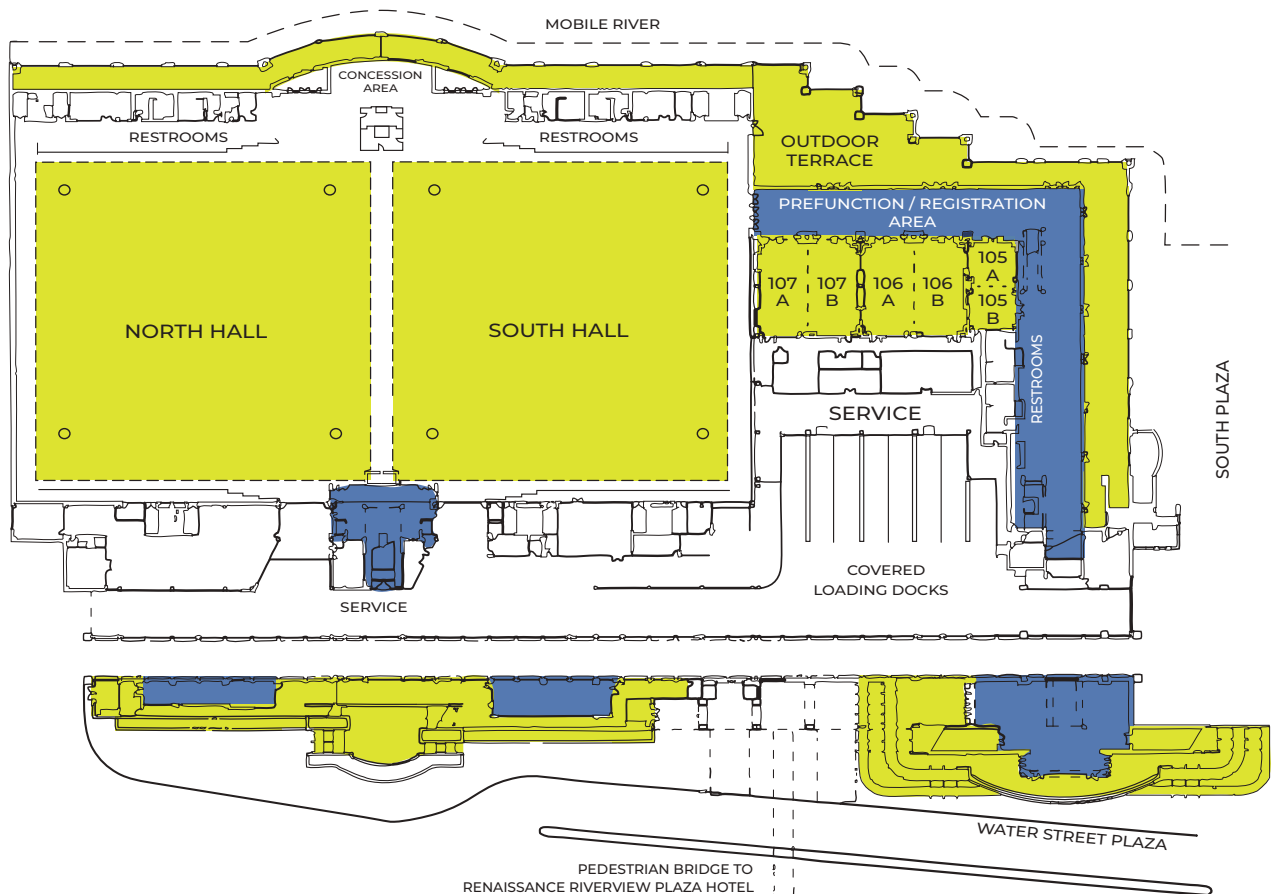 MOBILE RIVER
CONCESSION
AREA
RESTROOMS
RESTROOMS
OUTDOOR
TERRACE
PREFUNCTION / REGISTRATION
AREA
107
A
107
B
106
A
106
B
105
A
105
B
NORTH HALL
SOUTH HALL
RESTROOMS
SOUTH PLAZA
SERVICE
COVERED
LOADING DOCKS
SERVICE
WATER STREET PLAZA
PEDESTRIAN BRIDGE TO
RENAISSANCE RIVERVIEW PLAZA HOTEL